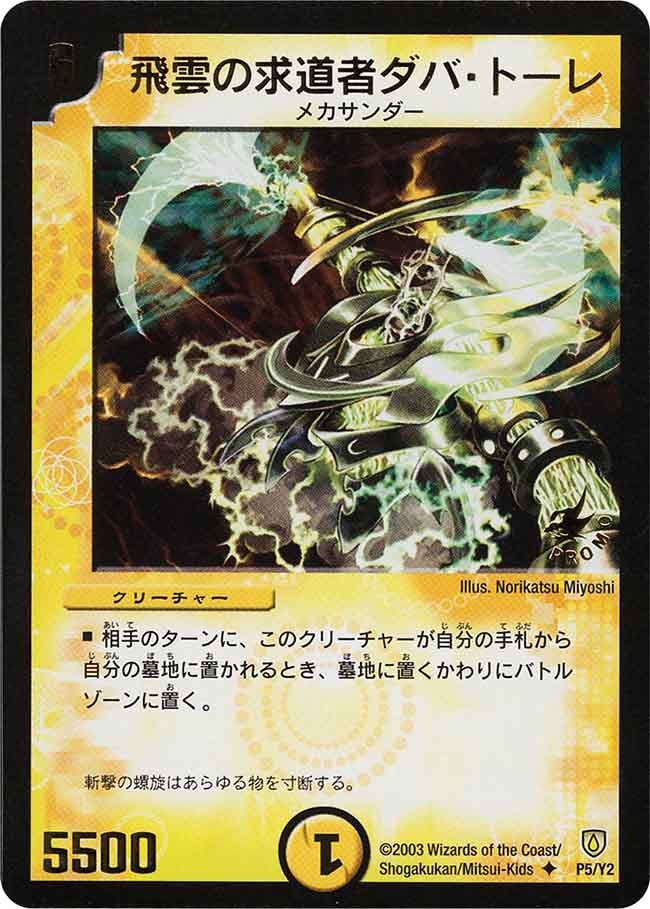 飛雲の求道者ダバ・トーレ
メカサンダー
PROMO
Illus. Norikatsu Miyoshi
クリーチャー
■ 相手のターンに、このクリーチャーが自分の手札から
自分の墓地に置かれるとき、墓地に置くかわりにバトル
ゾーンに置く。
斬撃の螺旋はあらゆる物を寸断する。
5500
1
©2003 Wizards of the Coast/
Shogakukan/Mitsui-Kids
P5/Y2